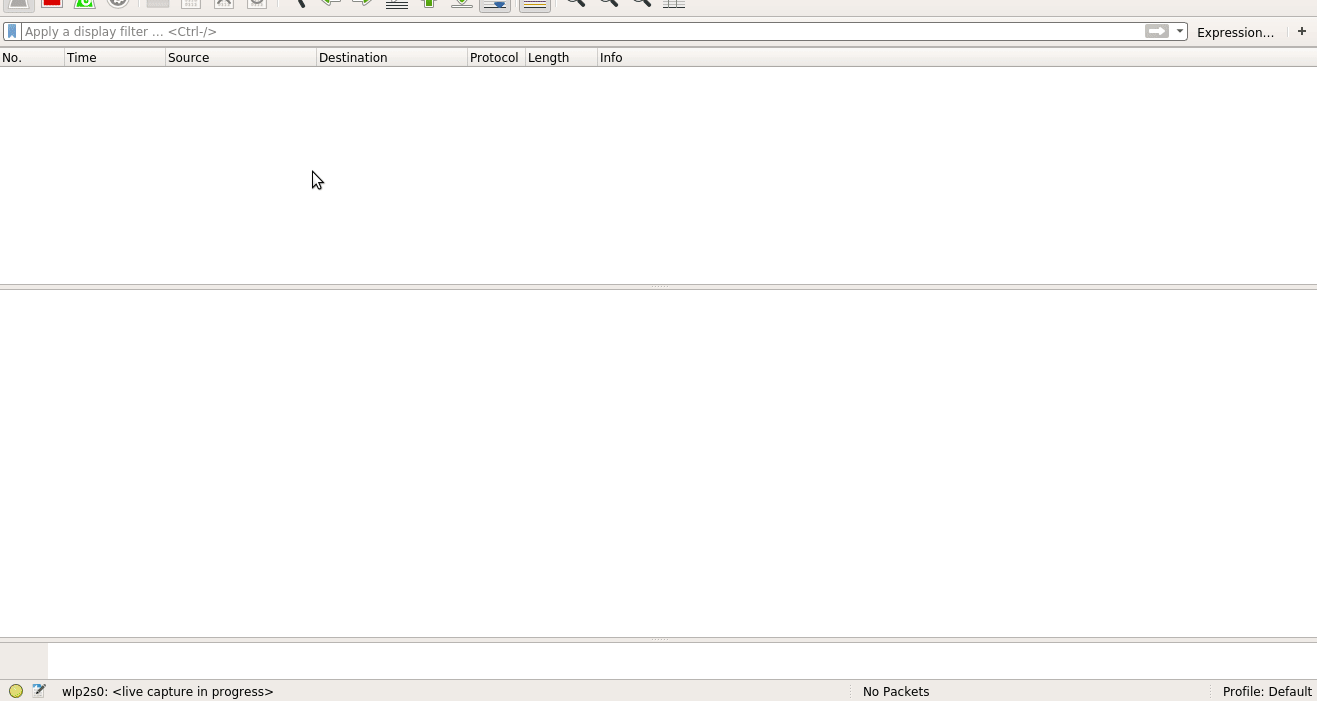 Apply a display filter ... <Ctrl-/>
Expression...
+
No. Time Source Destination Protocol Length Info
wlp2s0: <live capture in progress>
No Packets
Profile: Default